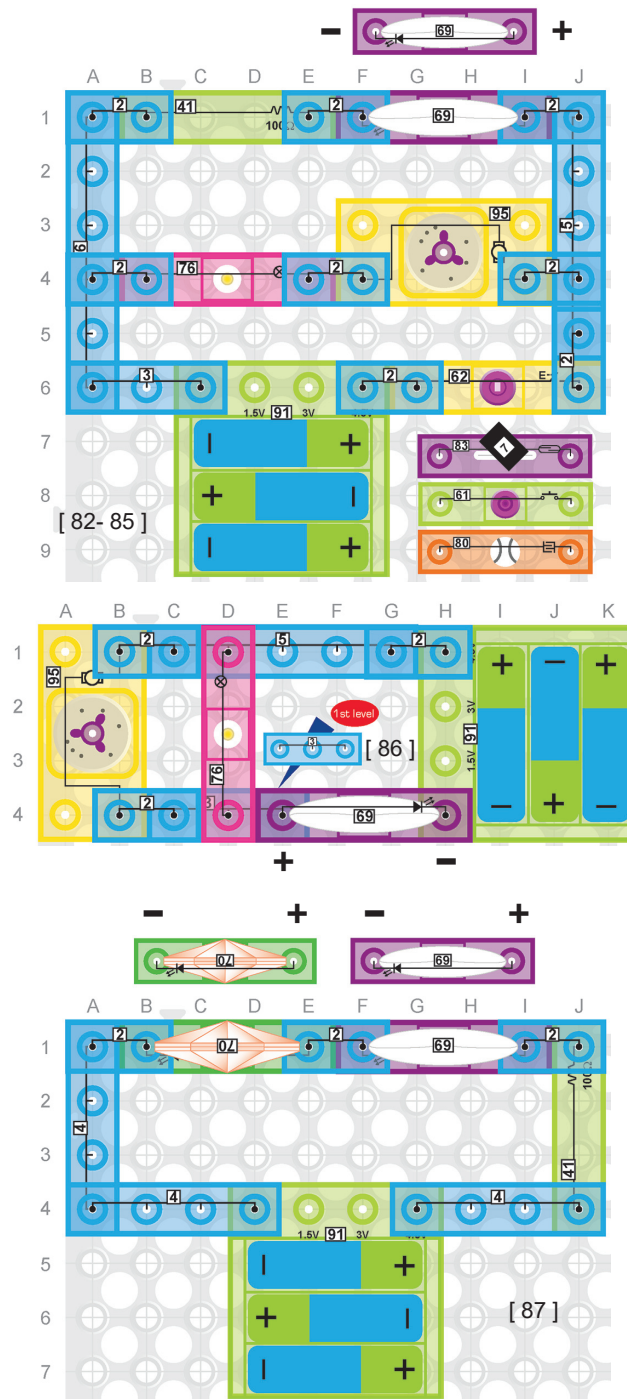 − 69 +
A B C D E F G H I J
1 2 41 100Ω 2 69 2
2
3 95 5
6
4 2 76 2 2
5
6 3 2 62 E 2
1.5V 91 3V
7 − + 83 7
8 + − 61
[ 82- 85 ]
9 − + 80
A B C D E F G H I J K
1 2 5 2
95 + − +
2 1st level 3V
3 [ 86 ] 91
76 1.5V
4 2 3 69 − + −
+ −
− + − +
70 69
A B C D E F G H I J
1 2 70 2 69 2
100Ω
2
4
3 41
4 4 4
1.5V 91 3V
5 − +
6 + − [ 87 ]
7 − +